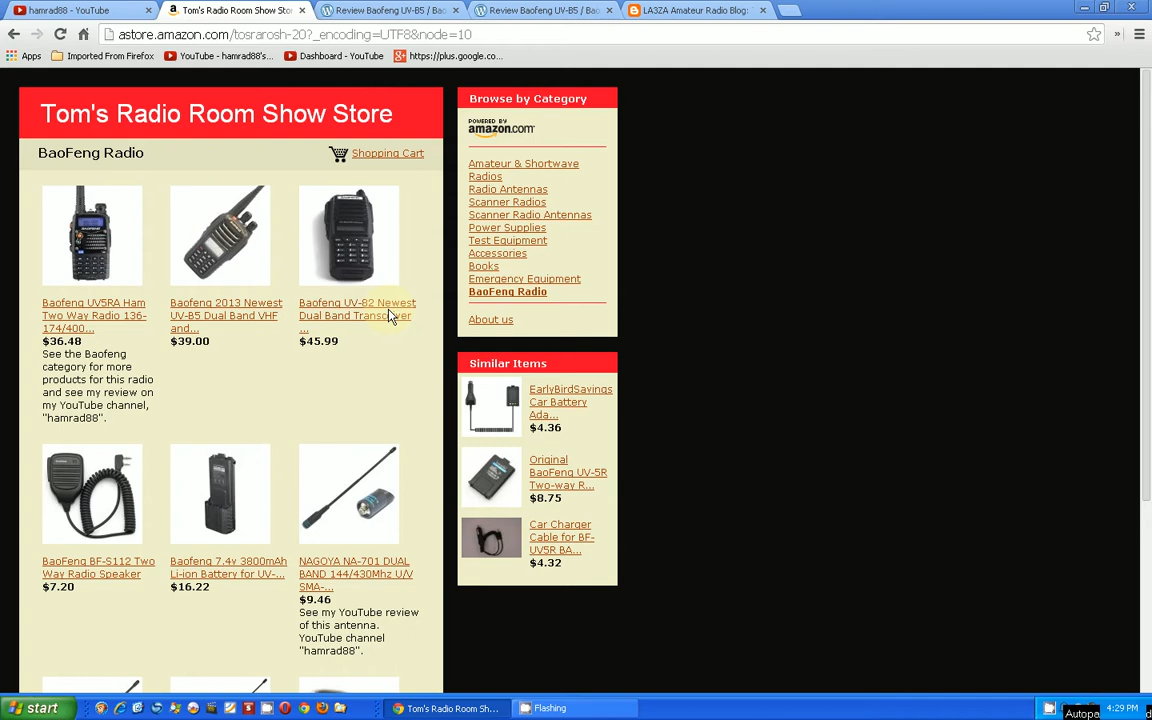 hamrad88 - YouTube
Tom's Radio Room Show Store
Review Baofeng UV-B5 / Bao
Review Baofeng UV-B5 / Bao
LA3ZA Amateur Radio Blog:
astore.amazon.com/tosrarosh-20?_encoding=UTF8&node=10
Apps
Imported From Firefox
YouTube - hamrad88's...
Dashboard - YouTube
https://plus.google.co...
Tom's Radio Room Show Store
BaoFeng Radio
Shopping Cart
Baofeng UV5RA Ham
Two Way Radio 136-
174/400...
$36.48
See the Baofeng
category for more
products for this radio
and see my review on
my YouTube channel,
"hamrad88".
Baofeng 2013 Newest
UV-B5 Dual Band VHF
and...
$39.00
Baofeng UV-82 Newest
Dual Band Transceiver
...
$45.99
BaoFeng BF-S112 Two
Way Radio Speaker
$7.20
Baofeng 7.4v 3800mAh
Li-ion Battery for UV-...
$16.22
NAGOYA NA-701 DUAL
BAND 144/430Mhz U/V
SMA-...
$9.46
See my YouTube review
of this antenna.
YouTube channel
"hamrad88".
Browse by Category
POWERED BY
amazon.com
Amateur & Shortwave
Radios
Radio Antennas
Scanner Radios
Scanner Radio Antennas
Power Supplies
Test Equipment
Accessories
Books
Emergency Equipment
BaoFeng Radio
About us
Similar Items
EarlyBirdSavings
Car Battery
Ada...
$4.36
Original
BaoFeng UV-5R
Two-way R...
$8.75
Car Charger
Cable for BF-
UV5R BA...
$4.32
start
Tom's Radio Room Sh...
Flashing
4:29 PM
Autopa